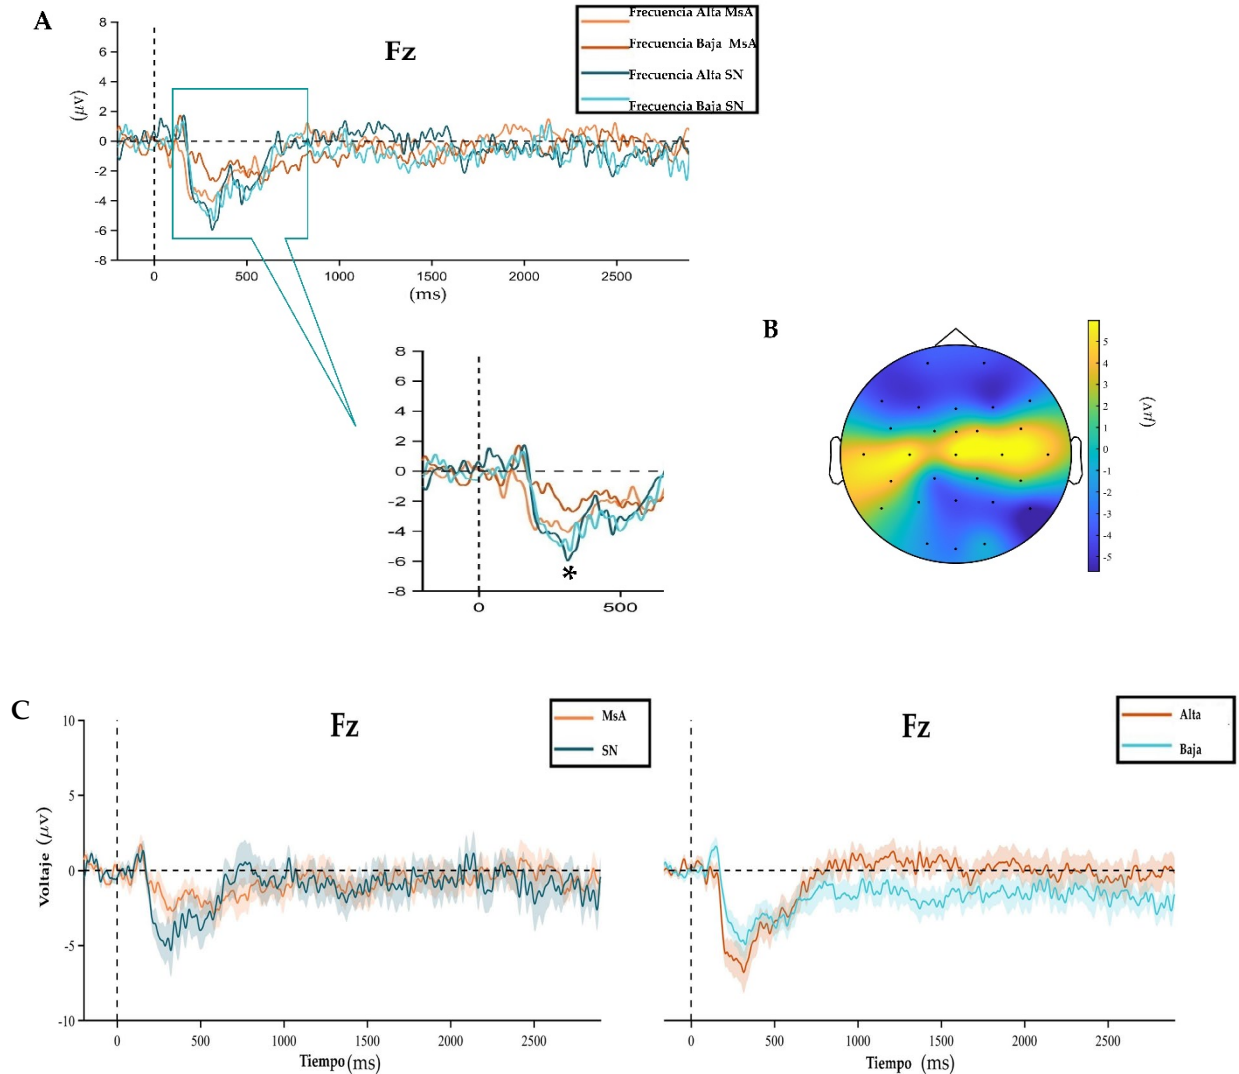 A
Fz
Frecuencia Alta MsA
Frecuencia Baja MsA
Frecuencia Alta SN
Frecuencia Baja SN
(μv)
8
6
4
2
0
-2
-4
-6
-8
0 500 1000 1500 2000 2500
(ms)
8
6
4
2
0
-2
-4
-6
-8
*
0 500
B
5
4
3
2
1
0
-1
-2
-3
-4
-5
(μv)
C
Fz
MsA
SN
Voltaje (μv)
10
5
0
-5
-10
0 500 1000 1500 2000 2500
Tiempo (ms)
Fz
Alta
Baja
0 500 1000 1500 2000 2500
Tiempo (ms)